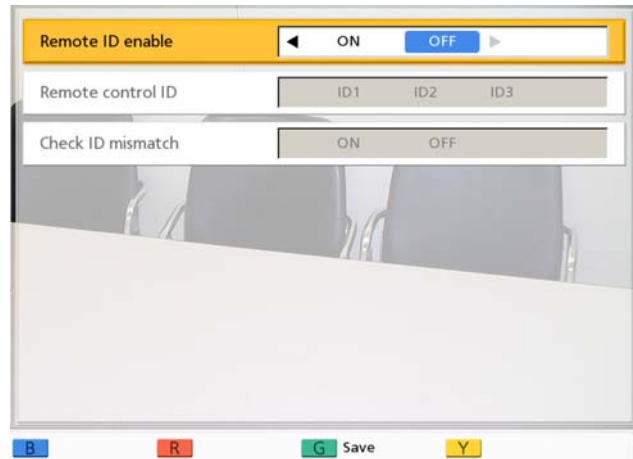 Remote ID enable ON OFF
Remote control ID ID1 ID2 ID3
Check ID mismatch ON OFF
B R G Save Y